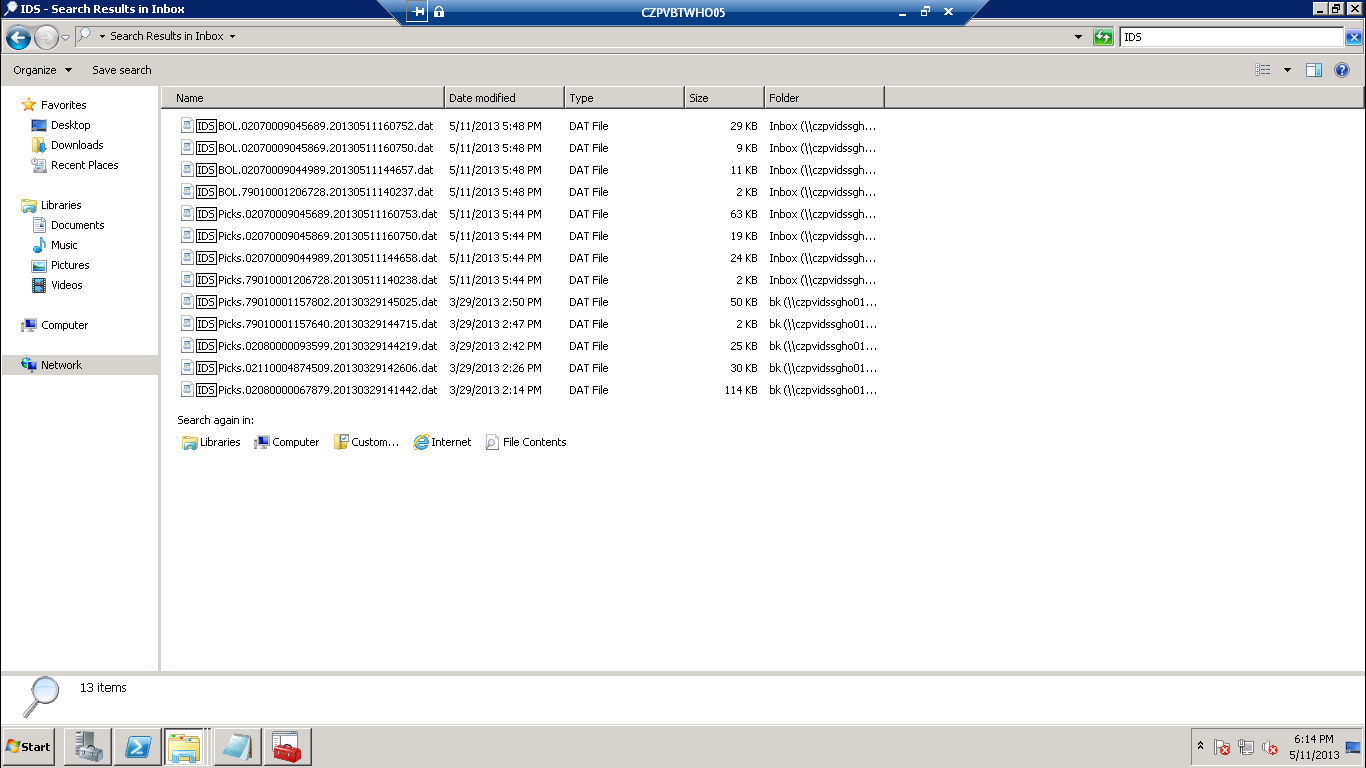 IDS - Search Results in Inbox
CZPVBTWHO05
Search Results in Inbox
IDS
Organize Save search
Name Date modified Type Size Folder
Favorites
Desktop
Downloads
Recent Places
Libraries
Documents
Music
Pictures
Videos
Computer
Network
IDSBOL.02070009045689.20130511160752.dat 5/11/2013 5:48 PM DAT File 29 KB Inbox (\\czpvidssgh...
IDSBOL.02070009045869.20130511160750.dat 5/11/2013 5:48 PM DAT File 9 KB Inbox (\\czpvidssgh...
IDSBOL.02070009044989.20130511144657.dat 5/11/2013 5:48 PM DAT File 11 KB Inbox (\\czpvidssgh...
IDSBOL.79010001206728.20130511140237.dat 5/11/2013 5:48 PM DAT File 2 KB Inbox (\\czpvidssgh...
IDSPicks.02070009045689.20130511160753.dat 5/11/2013 5:44 PM DAT File 63 KB Inbox (\\czpvidssgh...
IDSPicks.02070009045869.20130511160750.dat 5/11/2013 5:44 PM DAT File 19 KB Inbox (\\czpvidssgh...
IDSPicks.02070009044989.20130511144658.dat 5/11/2013 5:44 PM DAT File 24 KB Inbox (\\czpvidssgh...
IDSPicks.79010001206728.20130511140238.dat 5/11/2013 5:44 PM DAT File 2 KB Inbox (\\czpvidssgh...
IDSPicks.79010001157802.20130329145025.dat 3/29/2013 2:50 PM DAT File 50 KB bk (\\czpvidssgho01...
IDSPicks.79010001157640.20130329144715.dat 3/29/2013 2:47 PM DAT File 2 KB bk (\\czpvidssgho01...
IDSPicks.02080000093599.20130329144219.dat 3/29/2013 2:42 PM DAT File 25 KB bk (\\czpvidssgho01...
IDSPicks.02110004874509.20130329142606.dat 3/29/2013 2:26 PM DAT File 30 KB bk (\\czpvidssgho01...
IDSPicks.02080000067879.20130329141442.dat 3/29/2013 2:14 PM DAT File 114 KB bk (\\czpvidssgho01...
Search again in:
Libraries Computer Custom... Internet File Contents
13 items
Start
6:14 PM
5/11/2013